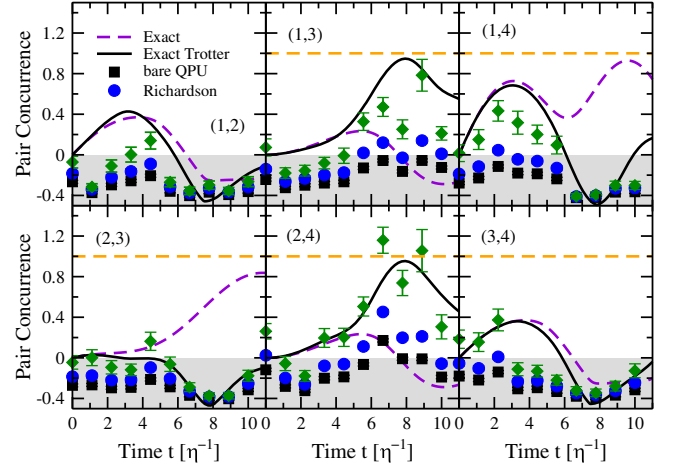 1.2
0.8
0.4
0
-0.4
Pair Concurrence
Exact
Exact Trotter
bare QPU
Richardson
(1,2)
(1,3)
(1,4)
1.2
0.8
0.4
0
-0.4
Pair Concurrence
(2,3)
(2,4)
(3,4)
0 2 4 6 8 10 0 2 4 6 8 10 0 2 4 6 8 10
Time t [η⁻¹] Time t [η⁻¹] Time t [η⁻¹]